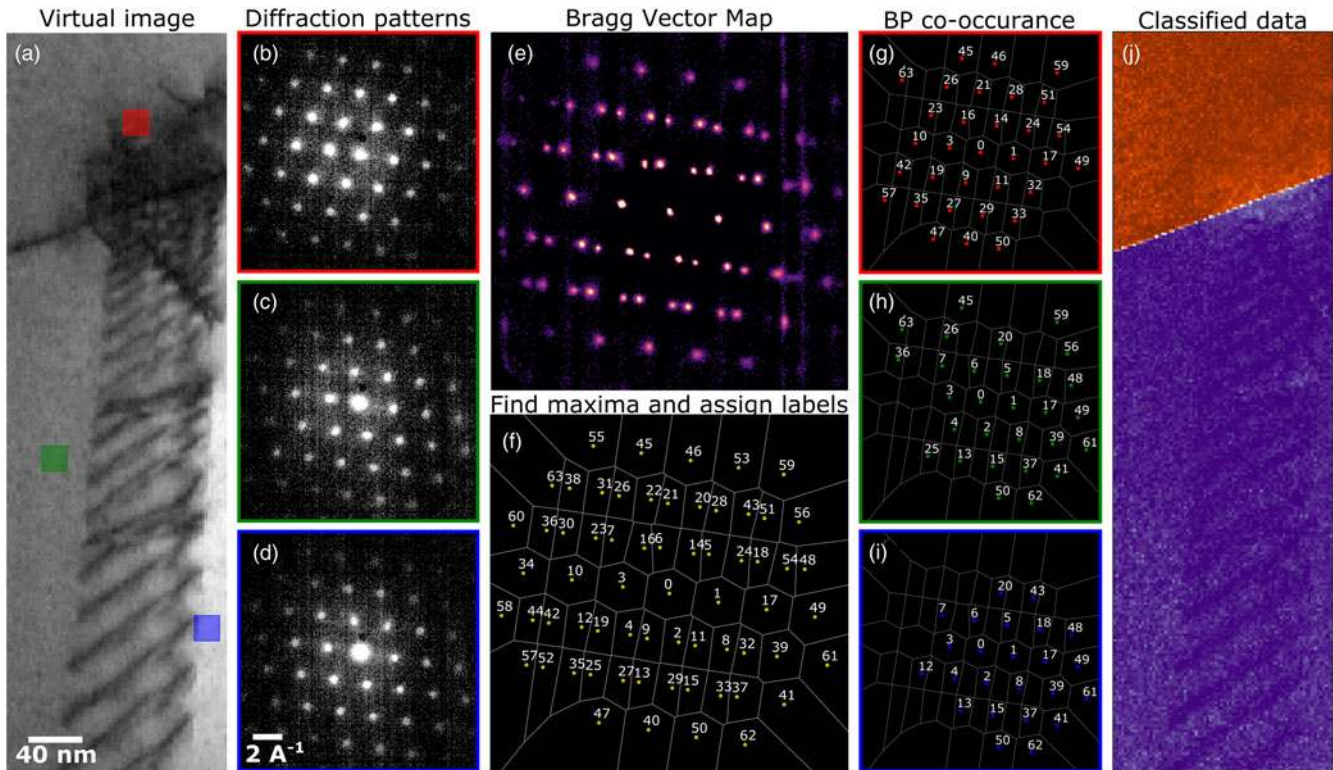 Virtual image
Diffraction patterns
Bragg Vector Map
BP co-occurance
Classified data
(a)
40 nm
(b)
(c)
(d)
2 A⁻¹
(e)
Find maxima and assign labels
(f)
55 45 46 53 59
63 38 31 26 22 21 20 28 43 51 56
60 36 30 23 7 16 6 14 5 24 18 54 48
34 10 3 0 1 17 49
58 44 42 12 19 4 9 2 11 8 32 39 61
57 52 35 25 27 13 29 15 33 37 41
47 40 50 62
(g)
45 46 59
63 26 21 28 51
23 16 14 24 54
10 3 0 1 17 49
42 19 9 11 32
57 35 27 29 33
47 40 50
(h)
45 59
63 26 20 56
36 7 6 5 18 48
3 0 1 17 49
4 2 8 39 61
25 13 15 37 41
50 62
(i)
20 43
7 6 5 18 48
3 0 1 17 49
12 4 2 8 39 61
13 15 37 41
50 62
(j)